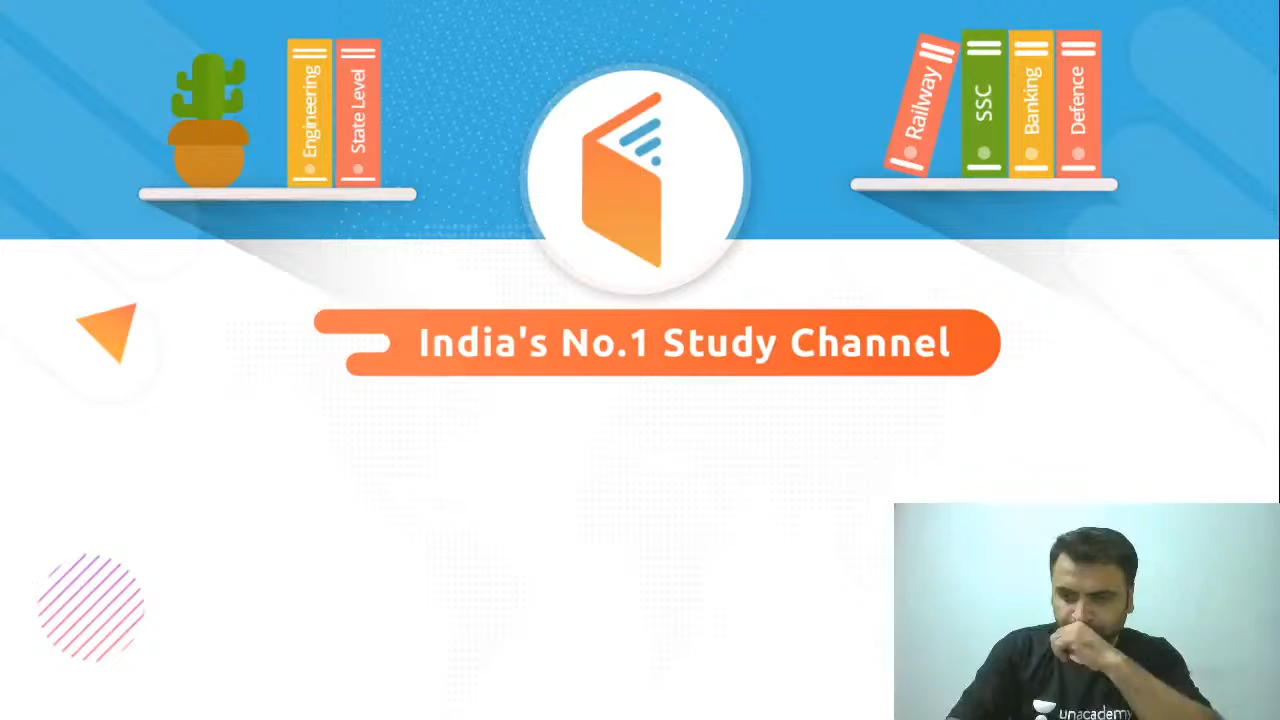 Engineering
State Level
Railway
SSC
Banking
Defence
India's No.1 Study Channel
unacademy